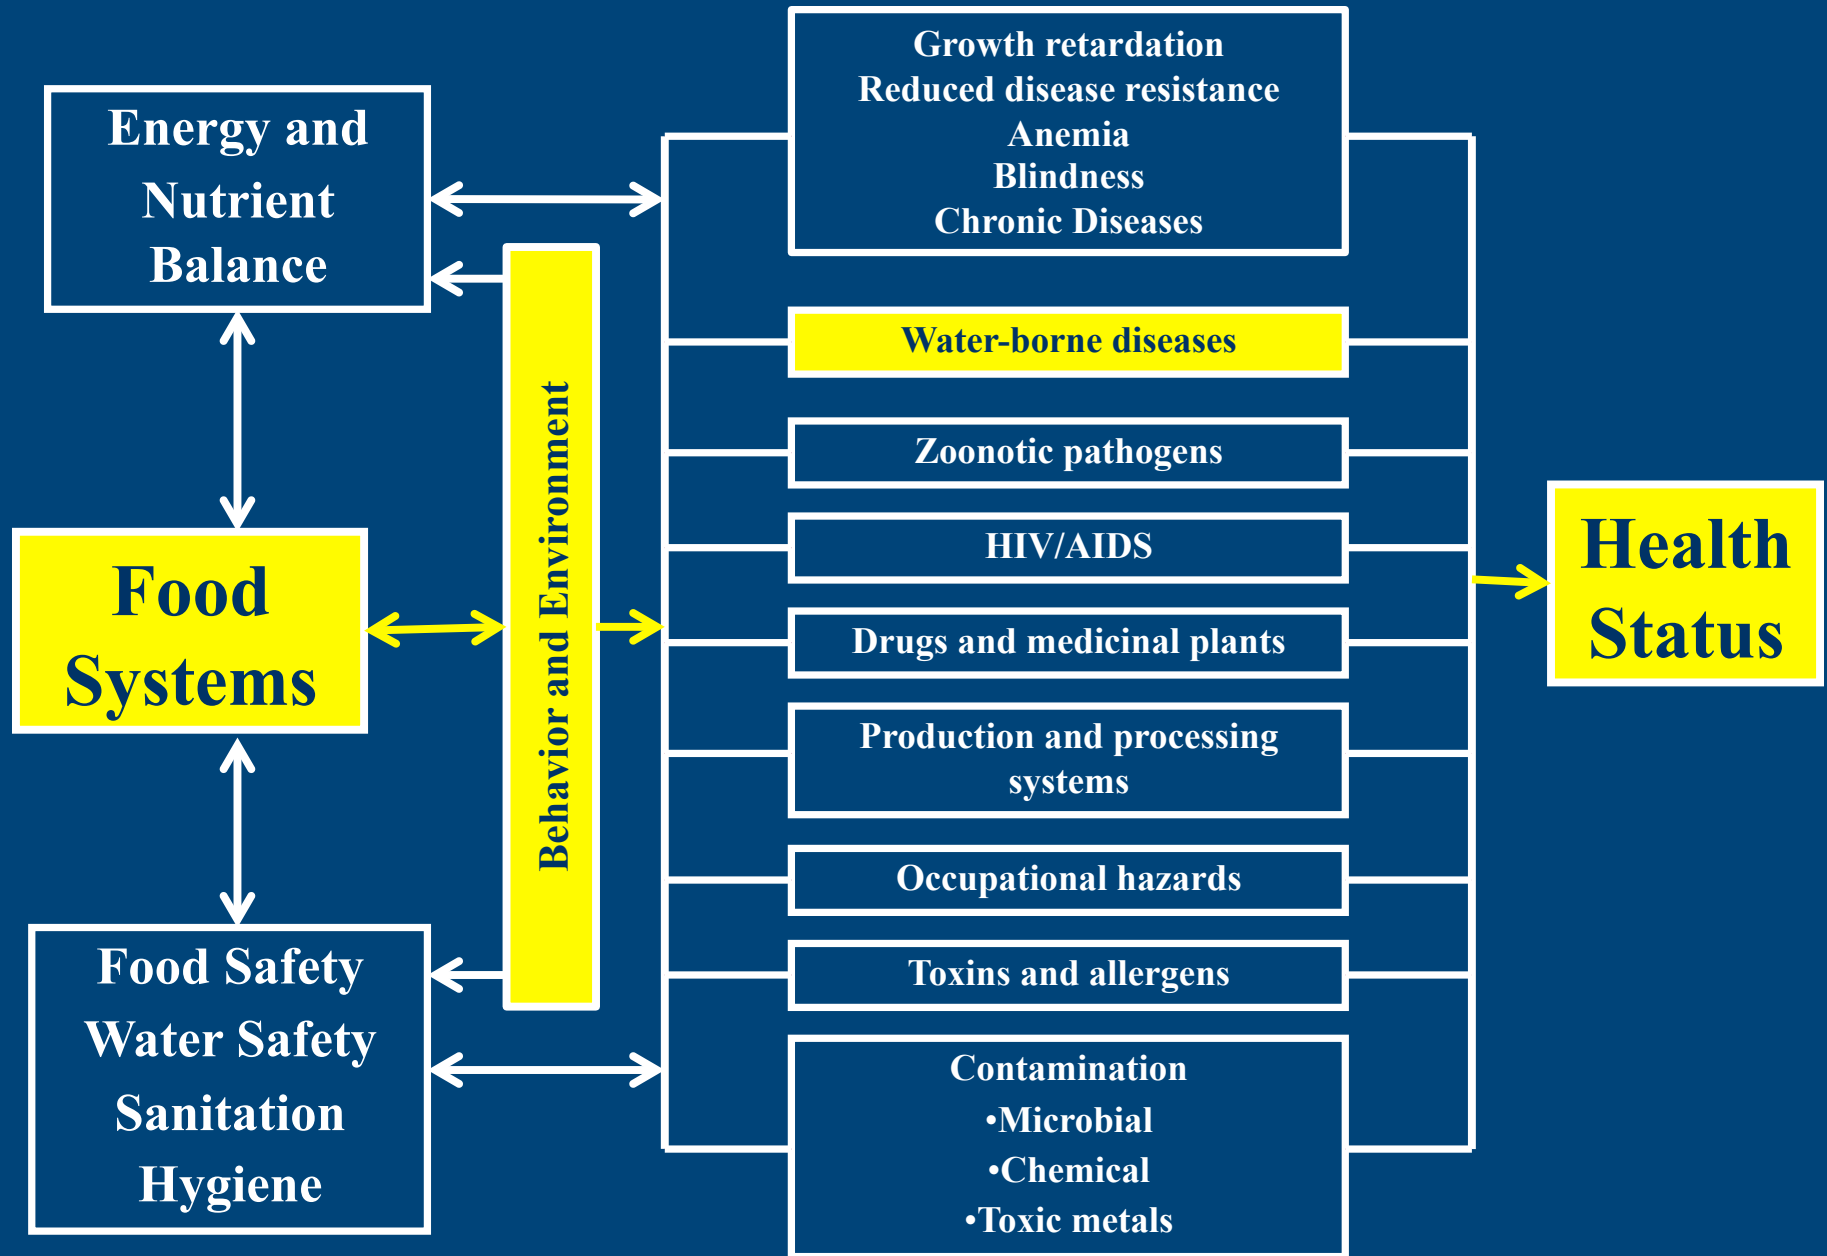 Energy and
Nutrient
Balance
Food
Systems
Food Safety
Water Safety
Sanitation
Hygiene
Behavior and Environment
Growth retardation
Reduced disease resistance
Anemia
Blindness
Chronic Diseases
Water-borne diseases
Zoonotic pathogens
HIV/AIDS
Drugs and medicinal plants
Production and processing
systems
Occupational hazards
Toxins and allergens
Contamination
•Microbial
•Chemical
•Toxic metals
Health
Status